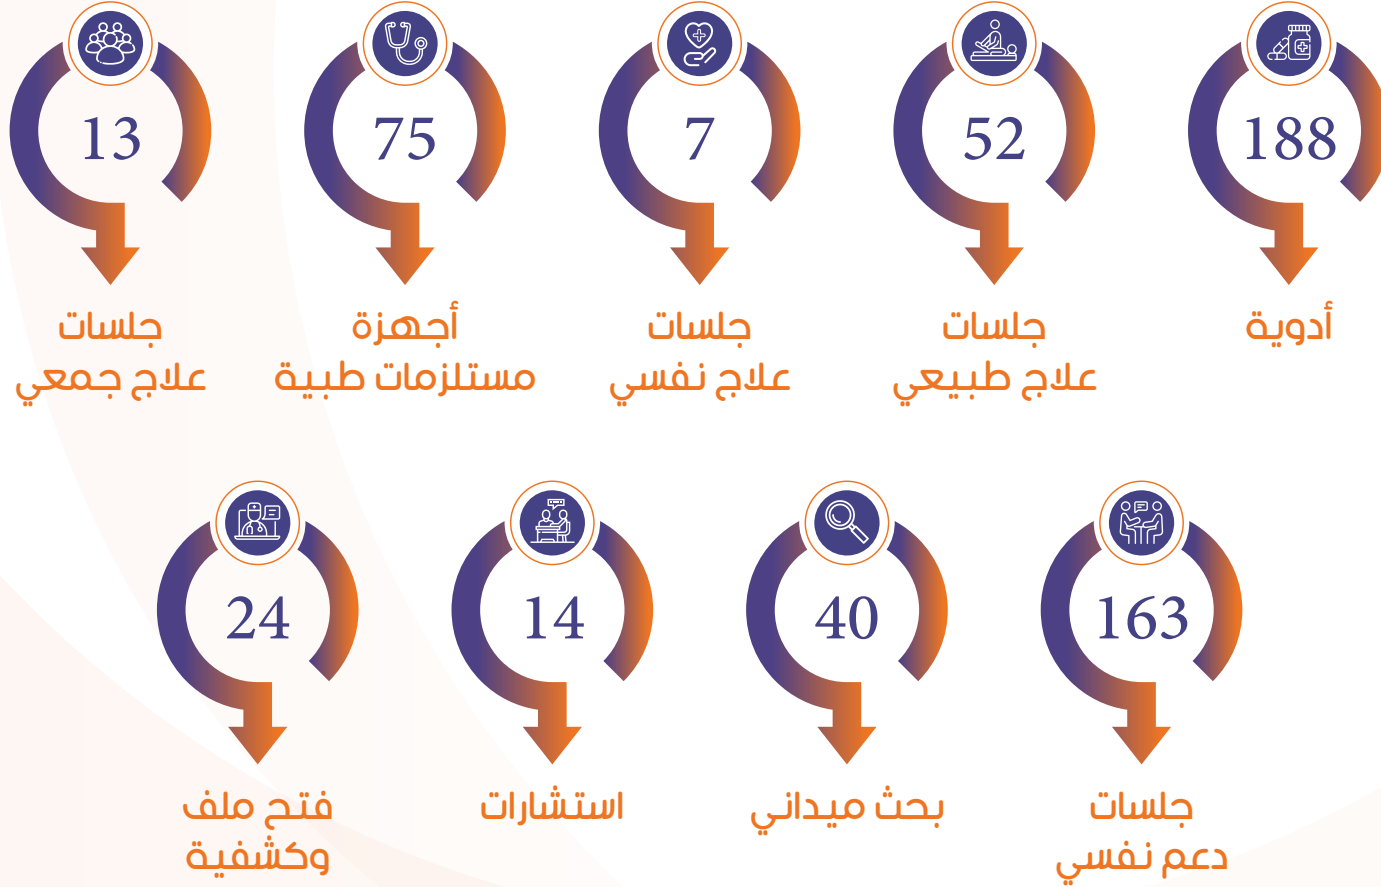 188
أدوية
52
جلسات
علاج طبيعي
7
جلسات
علاج نفسي
75
أجهزة
مستلزمات طبية
13
جلسات
علاج جمعي
163
جلسات
دعم نفسي
40
بحث ميداني
14
استشارات
24
فتح ملف
وكشفية